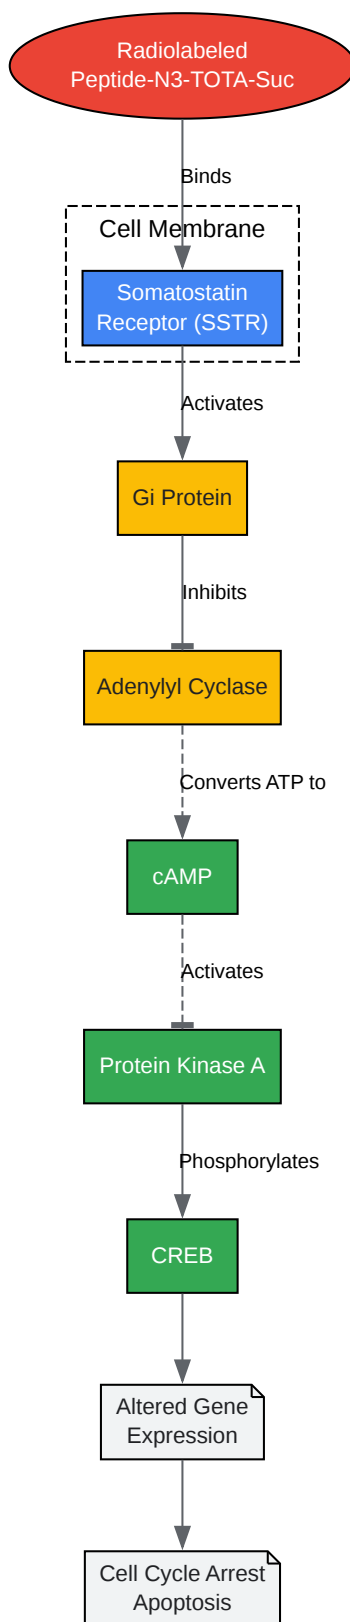 Radiolabeled
Peptide-N3-TOTA-Suc
Binds
Cell Membrane
Somatostatin
Receptor (SSTR)
Activates
Gi Protein
Inhibits
Adenylyl Cyclase
Converts ATP to
cAMP
Activates
Protein Kinase A
Phosphorylates
CREB
Altered Gene
Expression
Cell Cycle Arrest
Apoptosis